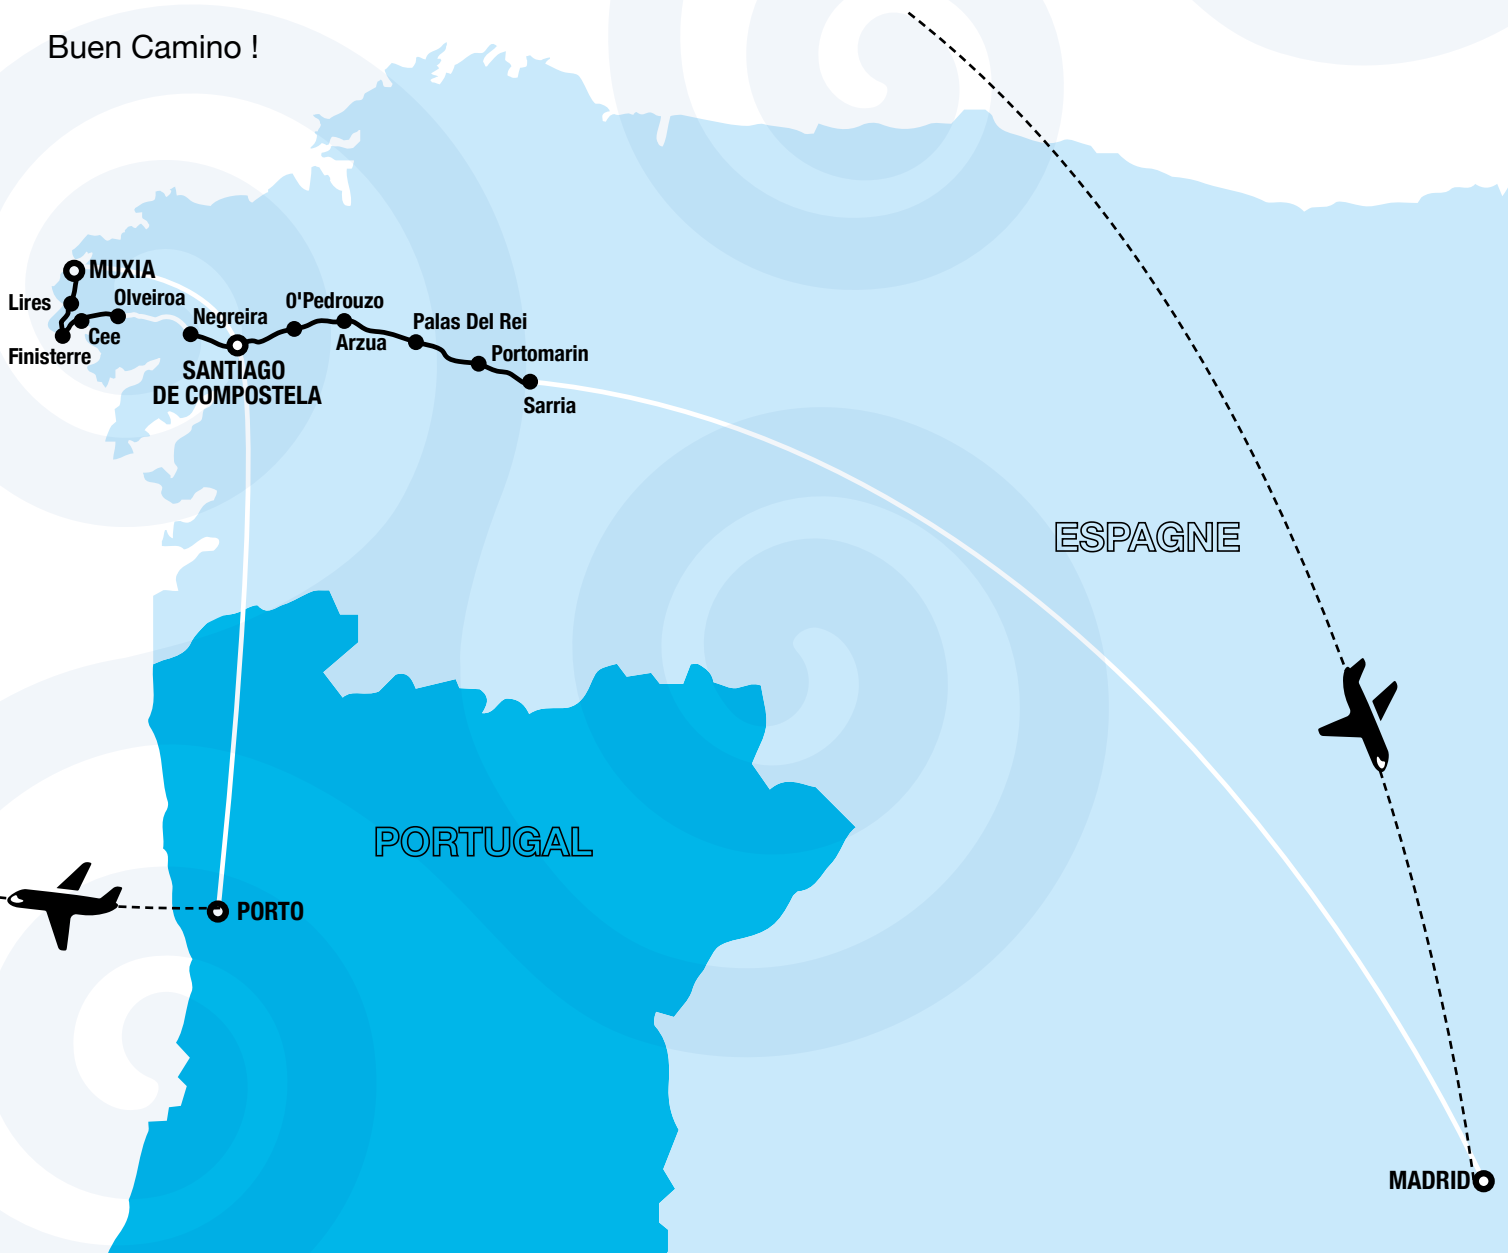 Buen Camino !
MUXIA
Lires
Olveiroa
Cee
Finisterre
Negreira
O'Pedrouzo
SANTIAGO
DE COMPOSTELA
Arzua
Palas Del Rei
Portomarin
Sarria
ESPAGNE
PORTUGAL
PORTO
MADRID